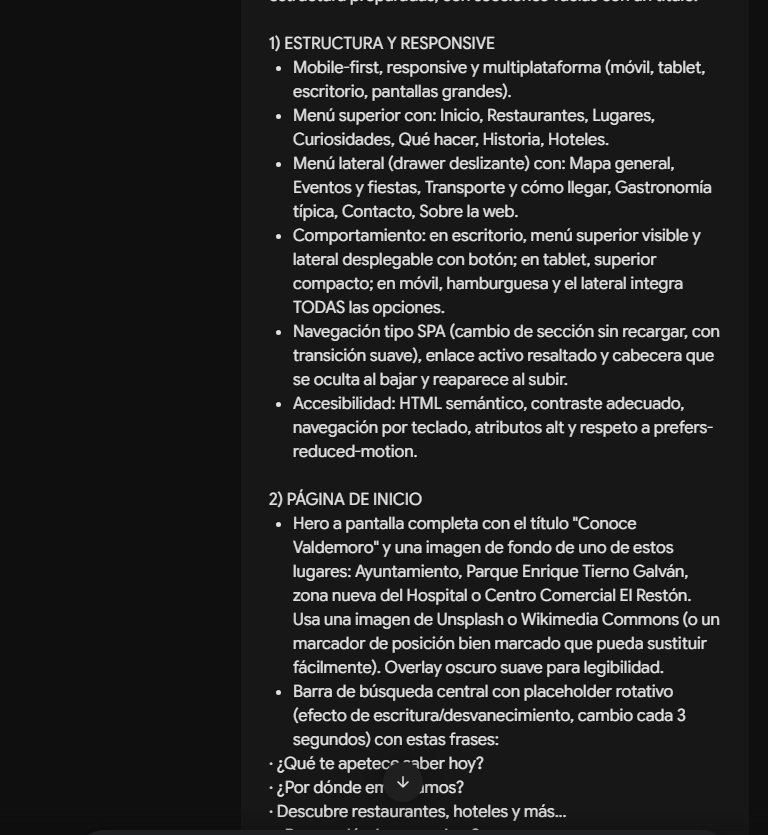 1) ESTRUCTURA Y RESPONSIVE
• Mobile-first, responsive y multiplataforma (móvil, tablet,
escritorio, pantallas grandes).
• Menú superior con: Inicio, Restaurantes, Lugares,
Curiosidades, Qué hacer, Historia, Hoteles.
• Menú lateral (drawer deslizante) con: Mapa general,
Eventos y fiestas, Transporte y cómo llegar, Gastronomía
típica, Contacto, Sobre la web.
• Comportamiento: en escritorio, menú superior visible y
lateral desplegable con botón; en tablet, superior
compacto; en móvil, hamburguesa y el lateral integra
TODAS las opciones.
• Navegación tipo SPA (cambio de sección sin recargar, con
transición suave), enlace activo resaltado y cabecera que
se oculta al bajar y reaparece al subir.
• Accesibilidad: HTML semántico, contraste adecuado,
navegación por teclado, atributos alt y respeto a prefers-
reduced-motion.
2) PÁGINA DE INICIO
• Hero a pantalla completa con el título "Conoce
Valdemoro" y una imagen de fondo de uno de estos
lugares: Ayuntamiento, Parque Enrique Tierno Galván,
zona nueva del Hospital o Centro Comercial El Restón.
Usa una imagen de Unsplash o Wikimedia Commons (o un
marcador de posición bien marcado que pueda sustituir
fácilmente). Overlay oscuro suave para legibilidad.
• Barra de búsqueda central con placeholder rotativo
(efecto de escritura/desvanecimiento, cambio cada 3
segundos) con estas frases:
· ¿Qué te apetece saber hoy?
· ¿Por dónde
· Descubre restaurantes, hoteles y más...